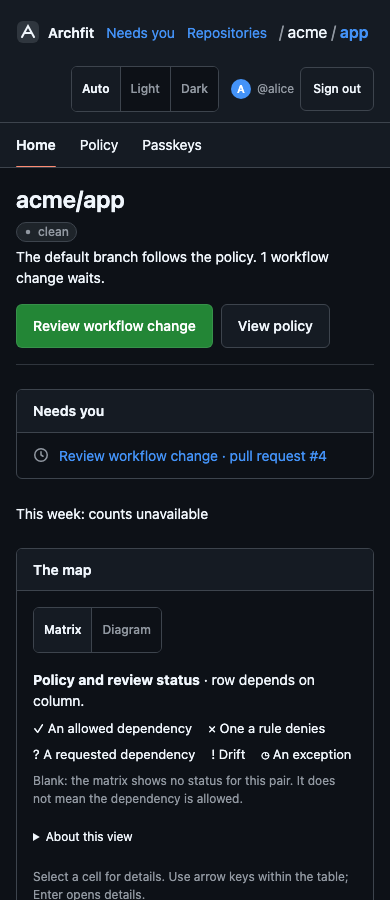 Archfit Needs you Repositories / acme / app
Auto Light Dark A @alice Sign out
Home Policy Passkeys
acme/app
• clean
The default branch follows the policy. 1 workflow
change waits.
Review workflow change View policy
Needs you
Review workflow change · pull request #4
This week: counts unavailable
The map
Matrix Diagram
Policy and review status · row depends on
column.
✓ An allowed dependency × One a rule denies
? A requested dependency ! Drift ◷ An exception
Blank: the matrix shows no status for this pair. It does
not mean the dependency is allowed.
▶ About this view
Select a cell for details. Use arrow keys within the table;
Enter opens details.